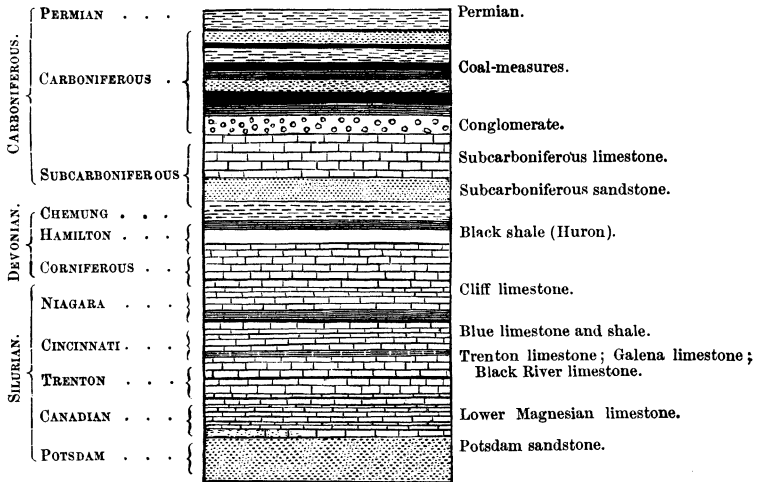 CARBONIFEROUS.
PERMIAN . . .
CARBONIFEROUS .
SUBCARBONIFEROUS
DEVONIAN.
CHEMUNG . . .
HAMILTON . . .
CORNIFEROUS . .
SILURIAN.
NIAGARA . . .
CINCINNATI . . .
TRENTON . . .
CANADIAN . . .
POTSDAM . . .
Permian.
Coal-measures.
Conglomerate.
Subcarboniferous limestone.
Subcarboniferous sandstone.
Black shale (Huron).
Cliff limestone.
Blue limestone and shale.
Trenton limestone; Galena limestone;
Black River limestone.
Lower Magnesian limestone.
Potsdam sandstone.